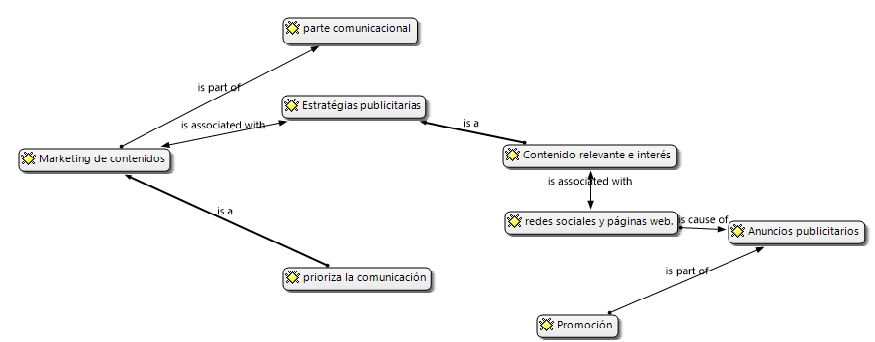 parte comunicacional
is part of
Estratégias publicitarias
is associated with
is a
Marketing de contenidos
Contenido relevante e interés
is associated with
is a
redes sociales y páginas web.
is cause of
Anuncios publicitarios
is part of
prioriza la comunicación
Promoción